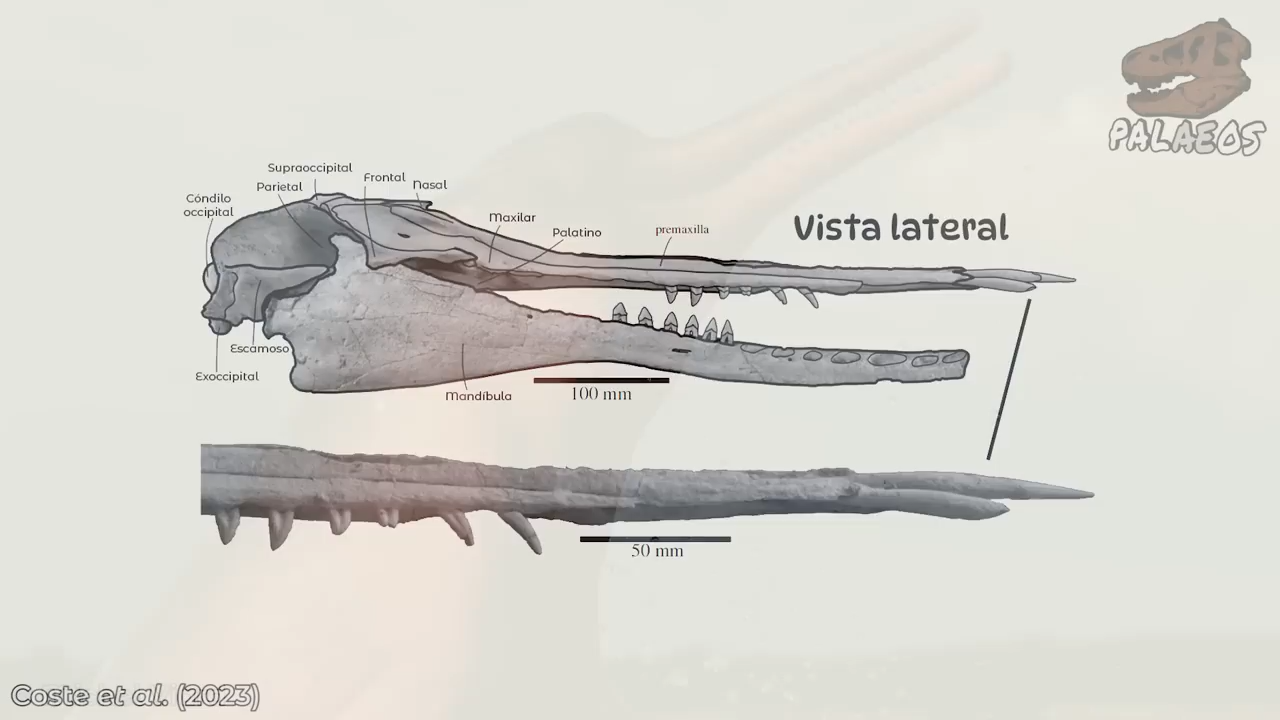 PALAEOS
Supraoccipital
Parietal
Frontal
Nasal
Cóndilo
occipital
Maxilar
Palatino
premaxilla
Vista lateral
Escamoso
Exoccipital
Mandíbula
100 mm
50 mm
Coste et al. (2023)